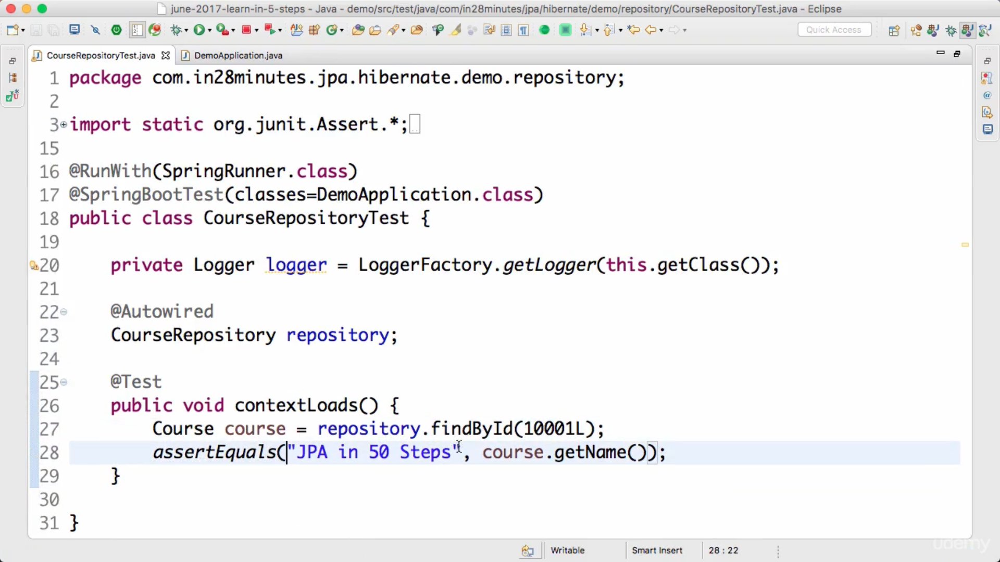 june-2017-learn-in-5-steps - Java - demo/src/test/java/com/in28minutes/jpa/hibernate/demo/repository/CourseRepositoryTest.java - Eclipse
Quick Access
CourseRepositoryTest.java DemoApplication.java
1 package com.in28minutes.jpa.hibernate.demo.repository;
2
3 import static org.junit.Assert.*;
15
16 @RunWith(SpringRunner.class)
17 @SpringBootTest(classes=DemoApplication.class)
18 public class CourseRepositoryTest {
19
20 private Logger logger = LoggerFactory.getLogger(this.getClass());
21
22 @Autowired
23 CourseRepository repository;
24
25 @Test
26 public void contextLoads() {
27 Course course = repository.findById(10001L);
28 assertEquals("JPA in 50 Steps", course.getName());
29 }
30
31 }
Writable Smart Insert 28 : 22
udemy